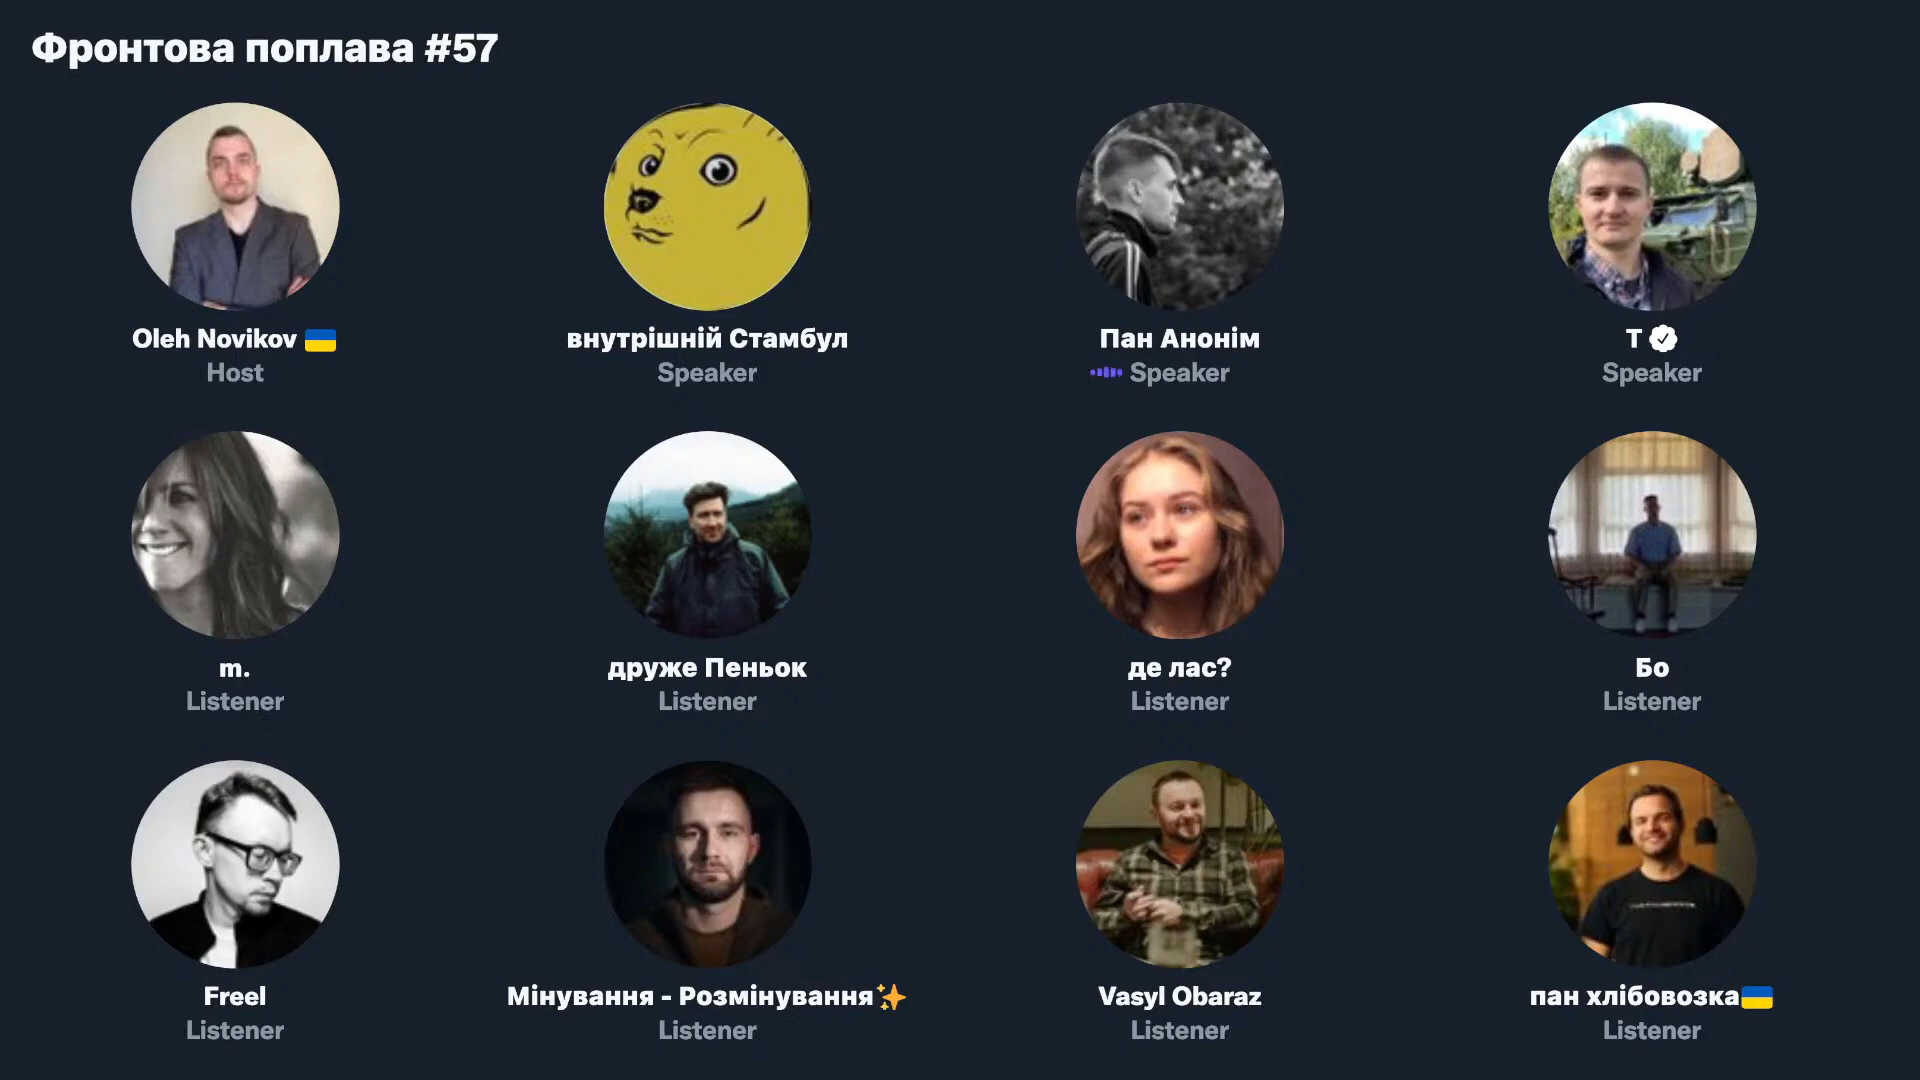 Фронтова поплава #57
Oleh Novikov 🇺🇦
Host
внутрішній Стамбул
Speaker
Пан Анонім
Speaker
T
Speaker
m.
Listener
друже Пеньок
Listener
де лас?
Listener
Бо
Listener
Freel
Listener
Мінування - Розмінування✨
Listener
Vasyl Obaraz
Listener
пан хлібовозка🇺🇦
Listener